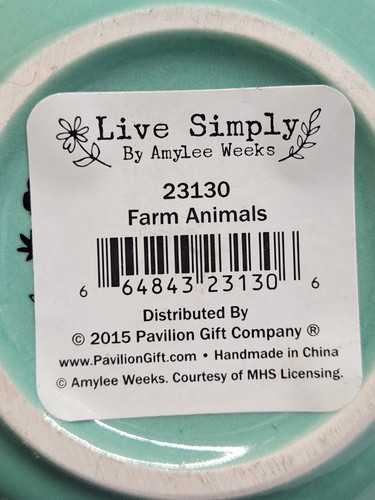 Live Simply
By Amylee Weeks
23130
Farm Animals
6 64843 23130 6
Distributed By
© 2015 Pavilion Gift Company ®
www.PavilionGift.com • Handmade in China
© Amylee Weeks. Courtesy of MHS Licensing.